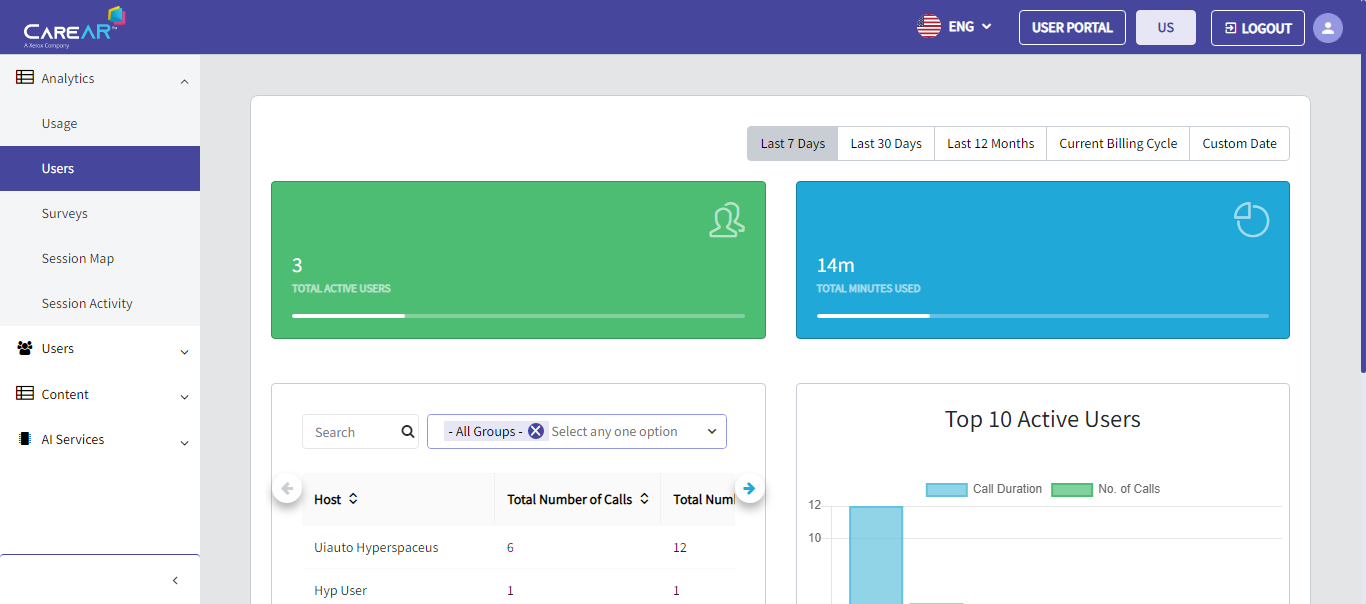 CAREAR™
A Xerox Company
ENG
USER PORTAL
US
LOGOUT
Analytics
Usage
Users
Surveys
Session Map
Session Activity
Users
Content
AI Services
Last 7 Days
Last 30 Days
Last 12 Months
Current Billing Cycle
Custom Date
3
TOTAL ACTIVE USERS
14m
TOTAL MINUTES USED
Search
- All Groups -
Select any one option
Host
Total Number of Calls
Total Num
Uiauto Hyperspaceus
6
12
Hyp User
1
1
Top 10 Active Users
Call Duration
No. of Calls
12
10